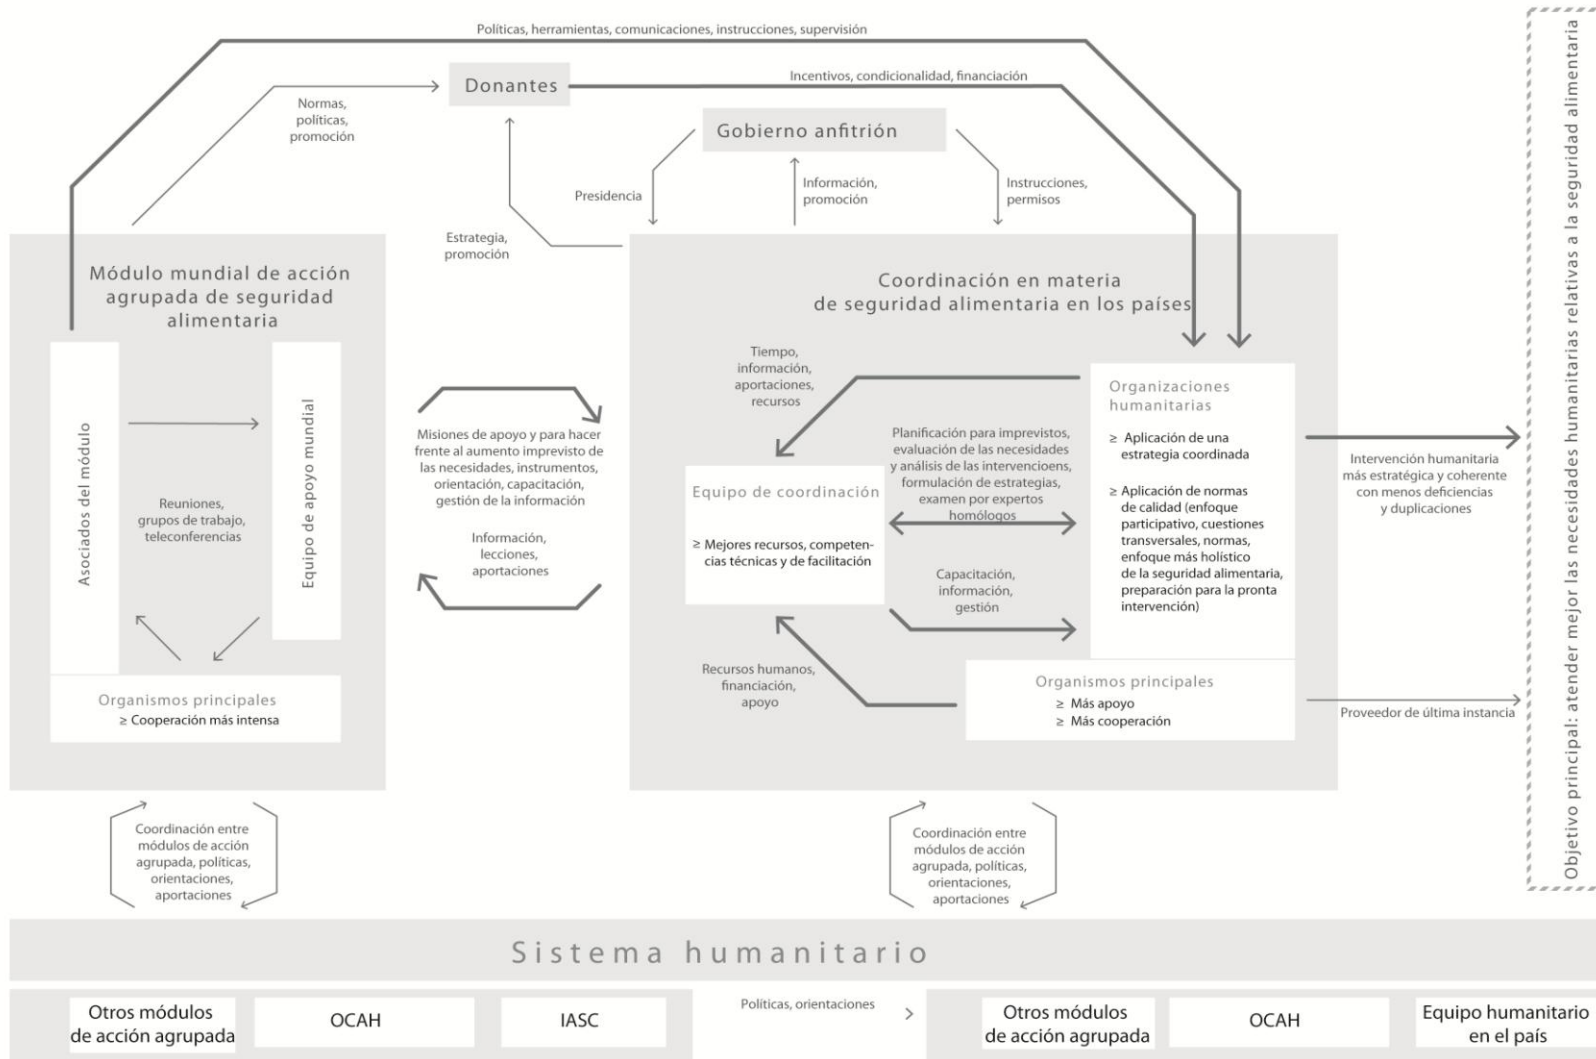 Políticas, herramientas, comunicaciones, instrucciones, supervisión
Donantes
Incentivos, condicionalidad, financiación
Normas,
políticas,
promoción
Gobierno anfitrión
Presidencia
Información,
promoción
Instrucciones,
permisos
Estrategia,
promoción
Módulo mundial de acción
agrupada de seguridad
alimentaria
Asociados del módulo
Equipo de apoyo mundial
Reuniones,
grupos de trabajo,
teleconferencias
Organismos principales
≥ Cooperación más intensa
Misiones de apoyo y para hacer
frente al aumento imprevisto de
las necesidades, instrumentos,
orientación, capacitación,
gestión de la información
Información,
lecciones,
aportaciones
Coordinación en materia
de seguridad alimentaria en los países
Tiempo,
información,
aportaciones,
recursos
Planificación para imprevistos,
evaluación de las necesidades
y análisis de las intervencioens,
formulación de estrategias,
examen por expertos
homólogos
Equipo de coordinación
≥ Mejores recursos, competen-
cias técnicas y de facilitación
Capacitación,
información,
gestión
Recursos humanos,
financiación,
apoyo
Organizaciones
humanitarias
≥ Aplicación de una
estrategia coordinada
≥ Aplicación de normas
de calidad (enfoque
participativo, cuestiones
transversales, normas,
enfoque más holístico
de la seguridad alimentaria,
preparación para la pronta
intervención)
Organismos principales
≥ Más apoyo
≥ Más cooperación
Intervención humanitaria
más estratégica y coherente
con menos deficiencias
y duplicaciones
Proveedor de última instancia
Objetivo principal: atender mejor las necesidades humanitarias relativas a la seguridad alimentaria
Coordinación entre
módulos de acción
agrupada, políticas,
orientaciones,
aportaciones
Coordinación entre
módulos de acción
agrupada, políticas,
orientaciones,
aportaciones
Sistema humanitario
Otros módulos
de acción agrupada
OCAH
IASC
Políticas, orientaciones
Otros módulos
de acción agrupada
OCAH
Equipo humanitario
en el país